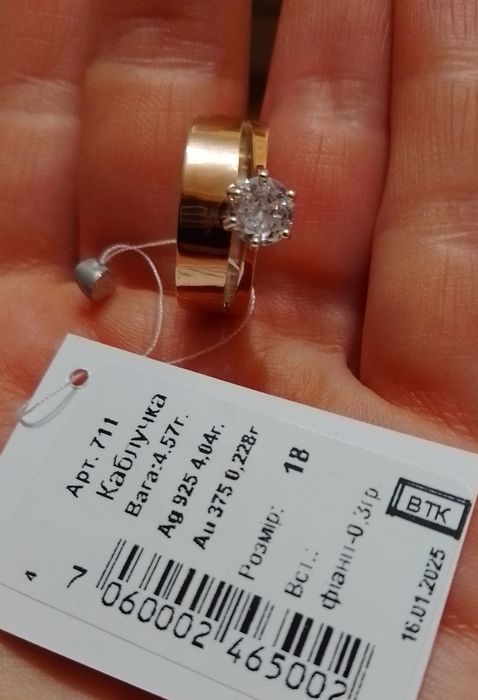 Арт. 711
Каблучка
Вага:4.57г.
Ag 925 4,04г.
Au 375 0,228г
Розмір: 18
Вст.:
фіаніт-0,3гр.
ВТК
16.01.2025
4
7 060002 465002